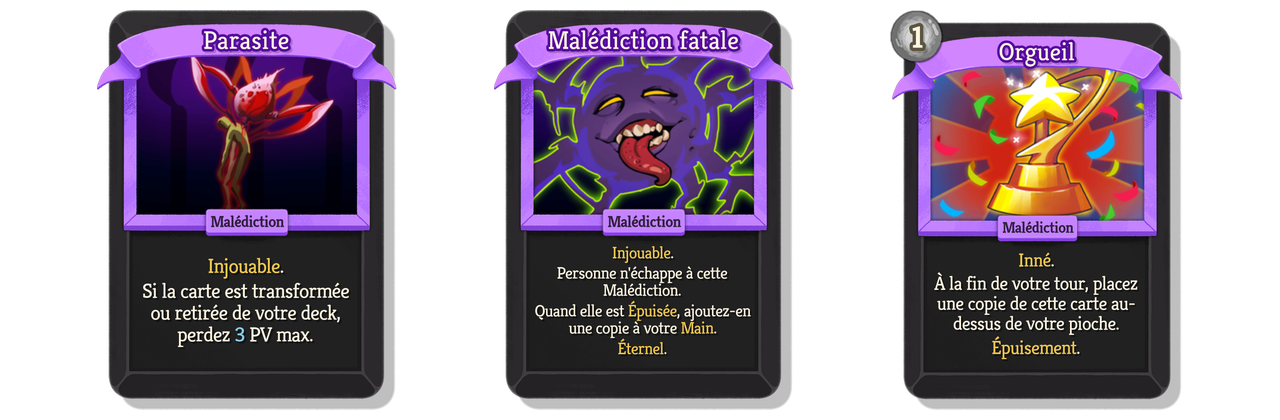 Parasite
Malédiction
Injouable.
Si la carte est transformée
ou retirée de votre deck,
perdez 3 PV max.
Malédiction fatale
Malédiction
Injouable.
Personne n'échappe à cette
Malédiction.
Quand elle est Épuisée, ajoutez-en
une copie à votre Main.
Éternel.
1
Orgueil
Malédiction
Inné.
À la fin de votre tour, placez
une copie de cette carte au-
dessus de votre pioche.
Épuisement.